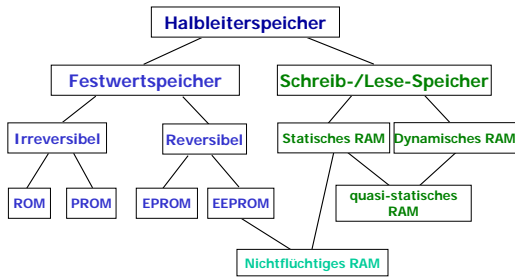 Halbleiterspeicher
Festwertspeicher
Schreib-/Lese-Speicher
Irreversibel
Reversibel
Statisches RAM
Dynamisches RAM
ROM
PROM
EPROM
EEPROM
quasi-statisches
RAM
Nichtflüchtiges RAM